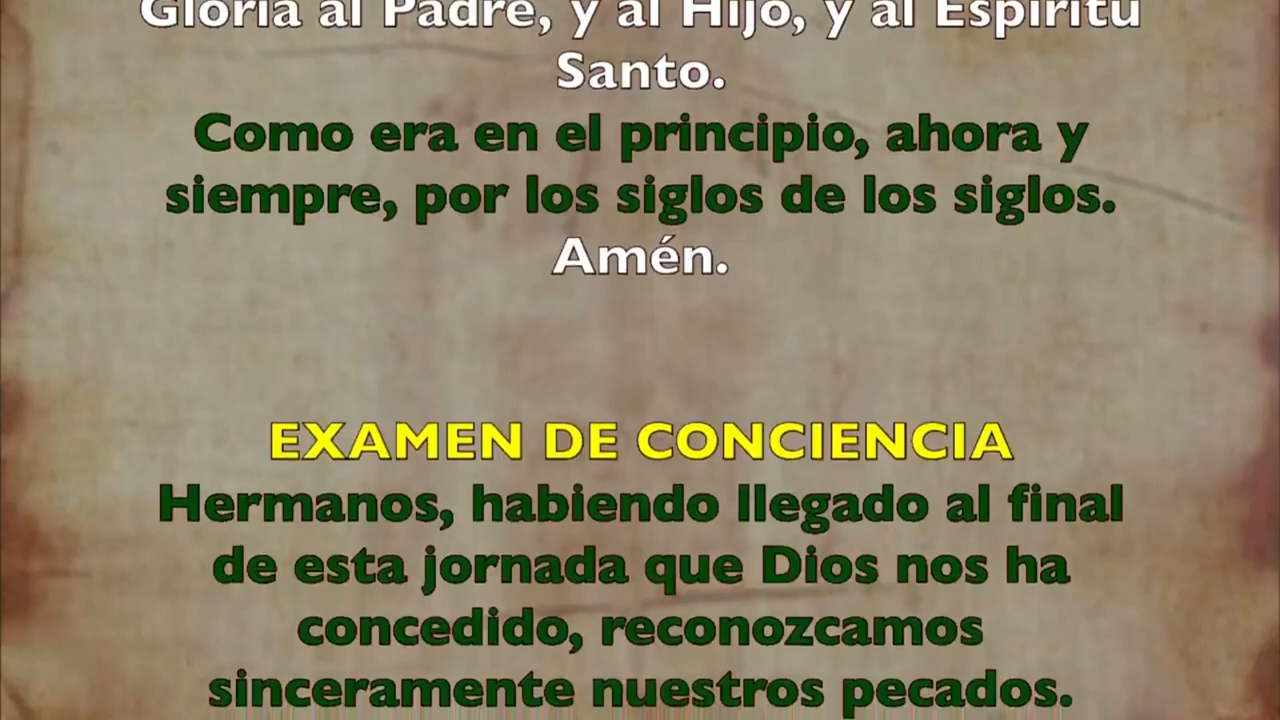 Gloria al Padre, y al Hijo, y al Espíritu
Santo.
Como era en el principio, ahora y
siempre, por los siglos de los siglos.
Amén.
EXAMEN DE CONCIENCIA
Hermanos, habiendo llegado al final
de esta jornada que Dios nos ha
concedido, reconozcamos
sinceramente nuestros pecados.